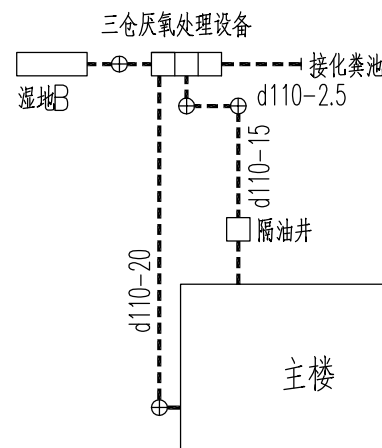 三仓厌氧处理设备
接化粪池
湿地B
d110-2.5
d110-15
隔油井
d110-20
主楼